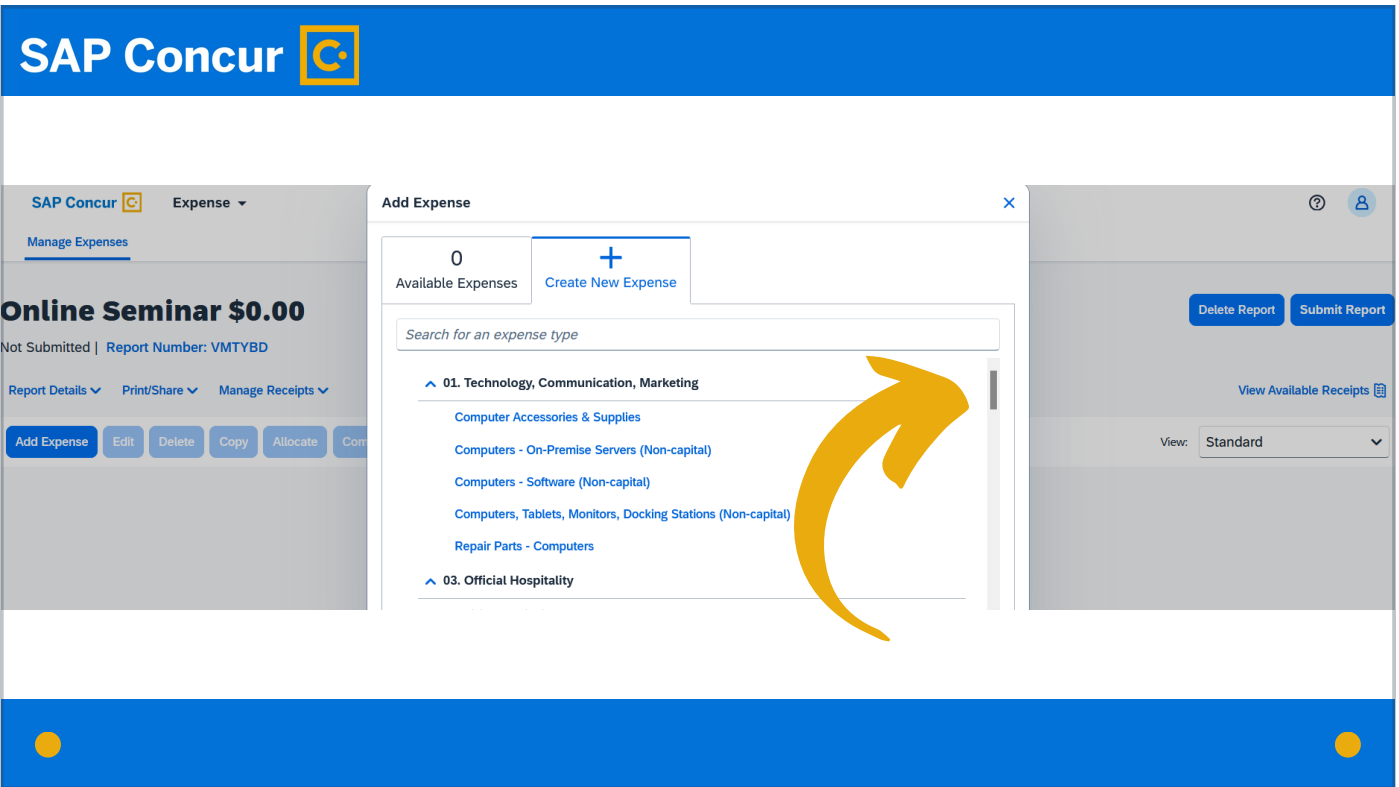 SAP Concur
SAP Concur Expense
Add Expense
Manage Expenses
0
Available Expenses
Create New Expense
Online Seminar $0.00
Delete Report Submit Report
Not Submitted | Report Number: VMTYBD
Search for an expense type
Report Details Print/Share Manage Receipts
View Available Receipts
01. Technology, Communication, Marketing
Computer Accessories & Supplies
Add Expense Edit Delete Copy Allocate
View: Standard
Computers - On-Premise Servers (Non-capital)
Computers - Software (Non-capital)
Computers, Tablets, Monitors, Docking Stations (Non-capital)
Repair Parts - Computers
03. Official Hospitality